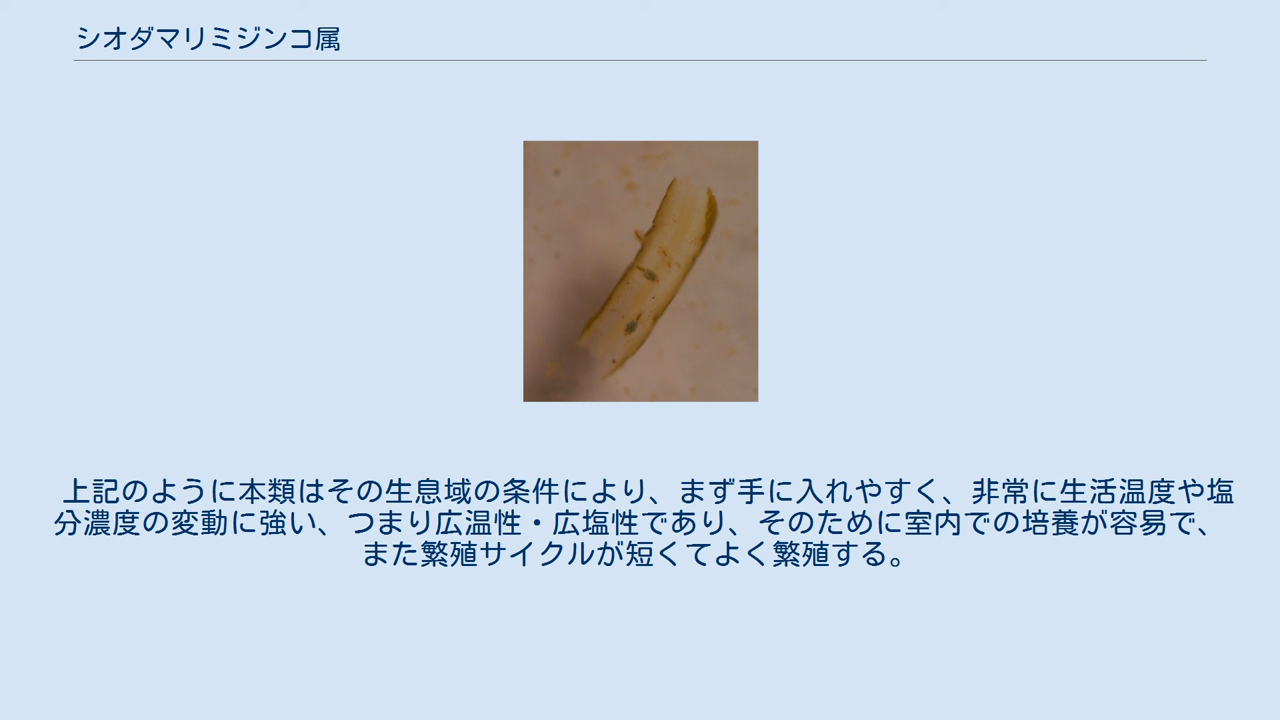 シオダマリミジンコ属
上記のように本類はその生息域の条件により、まず手に入れやすく、非常に生活温度や塩
分濃度の変動に強い、つまり広温性・広塩性であり、そのために室内での培養が容易で、
また繁殖サイクルが短くてよく繁殖する。